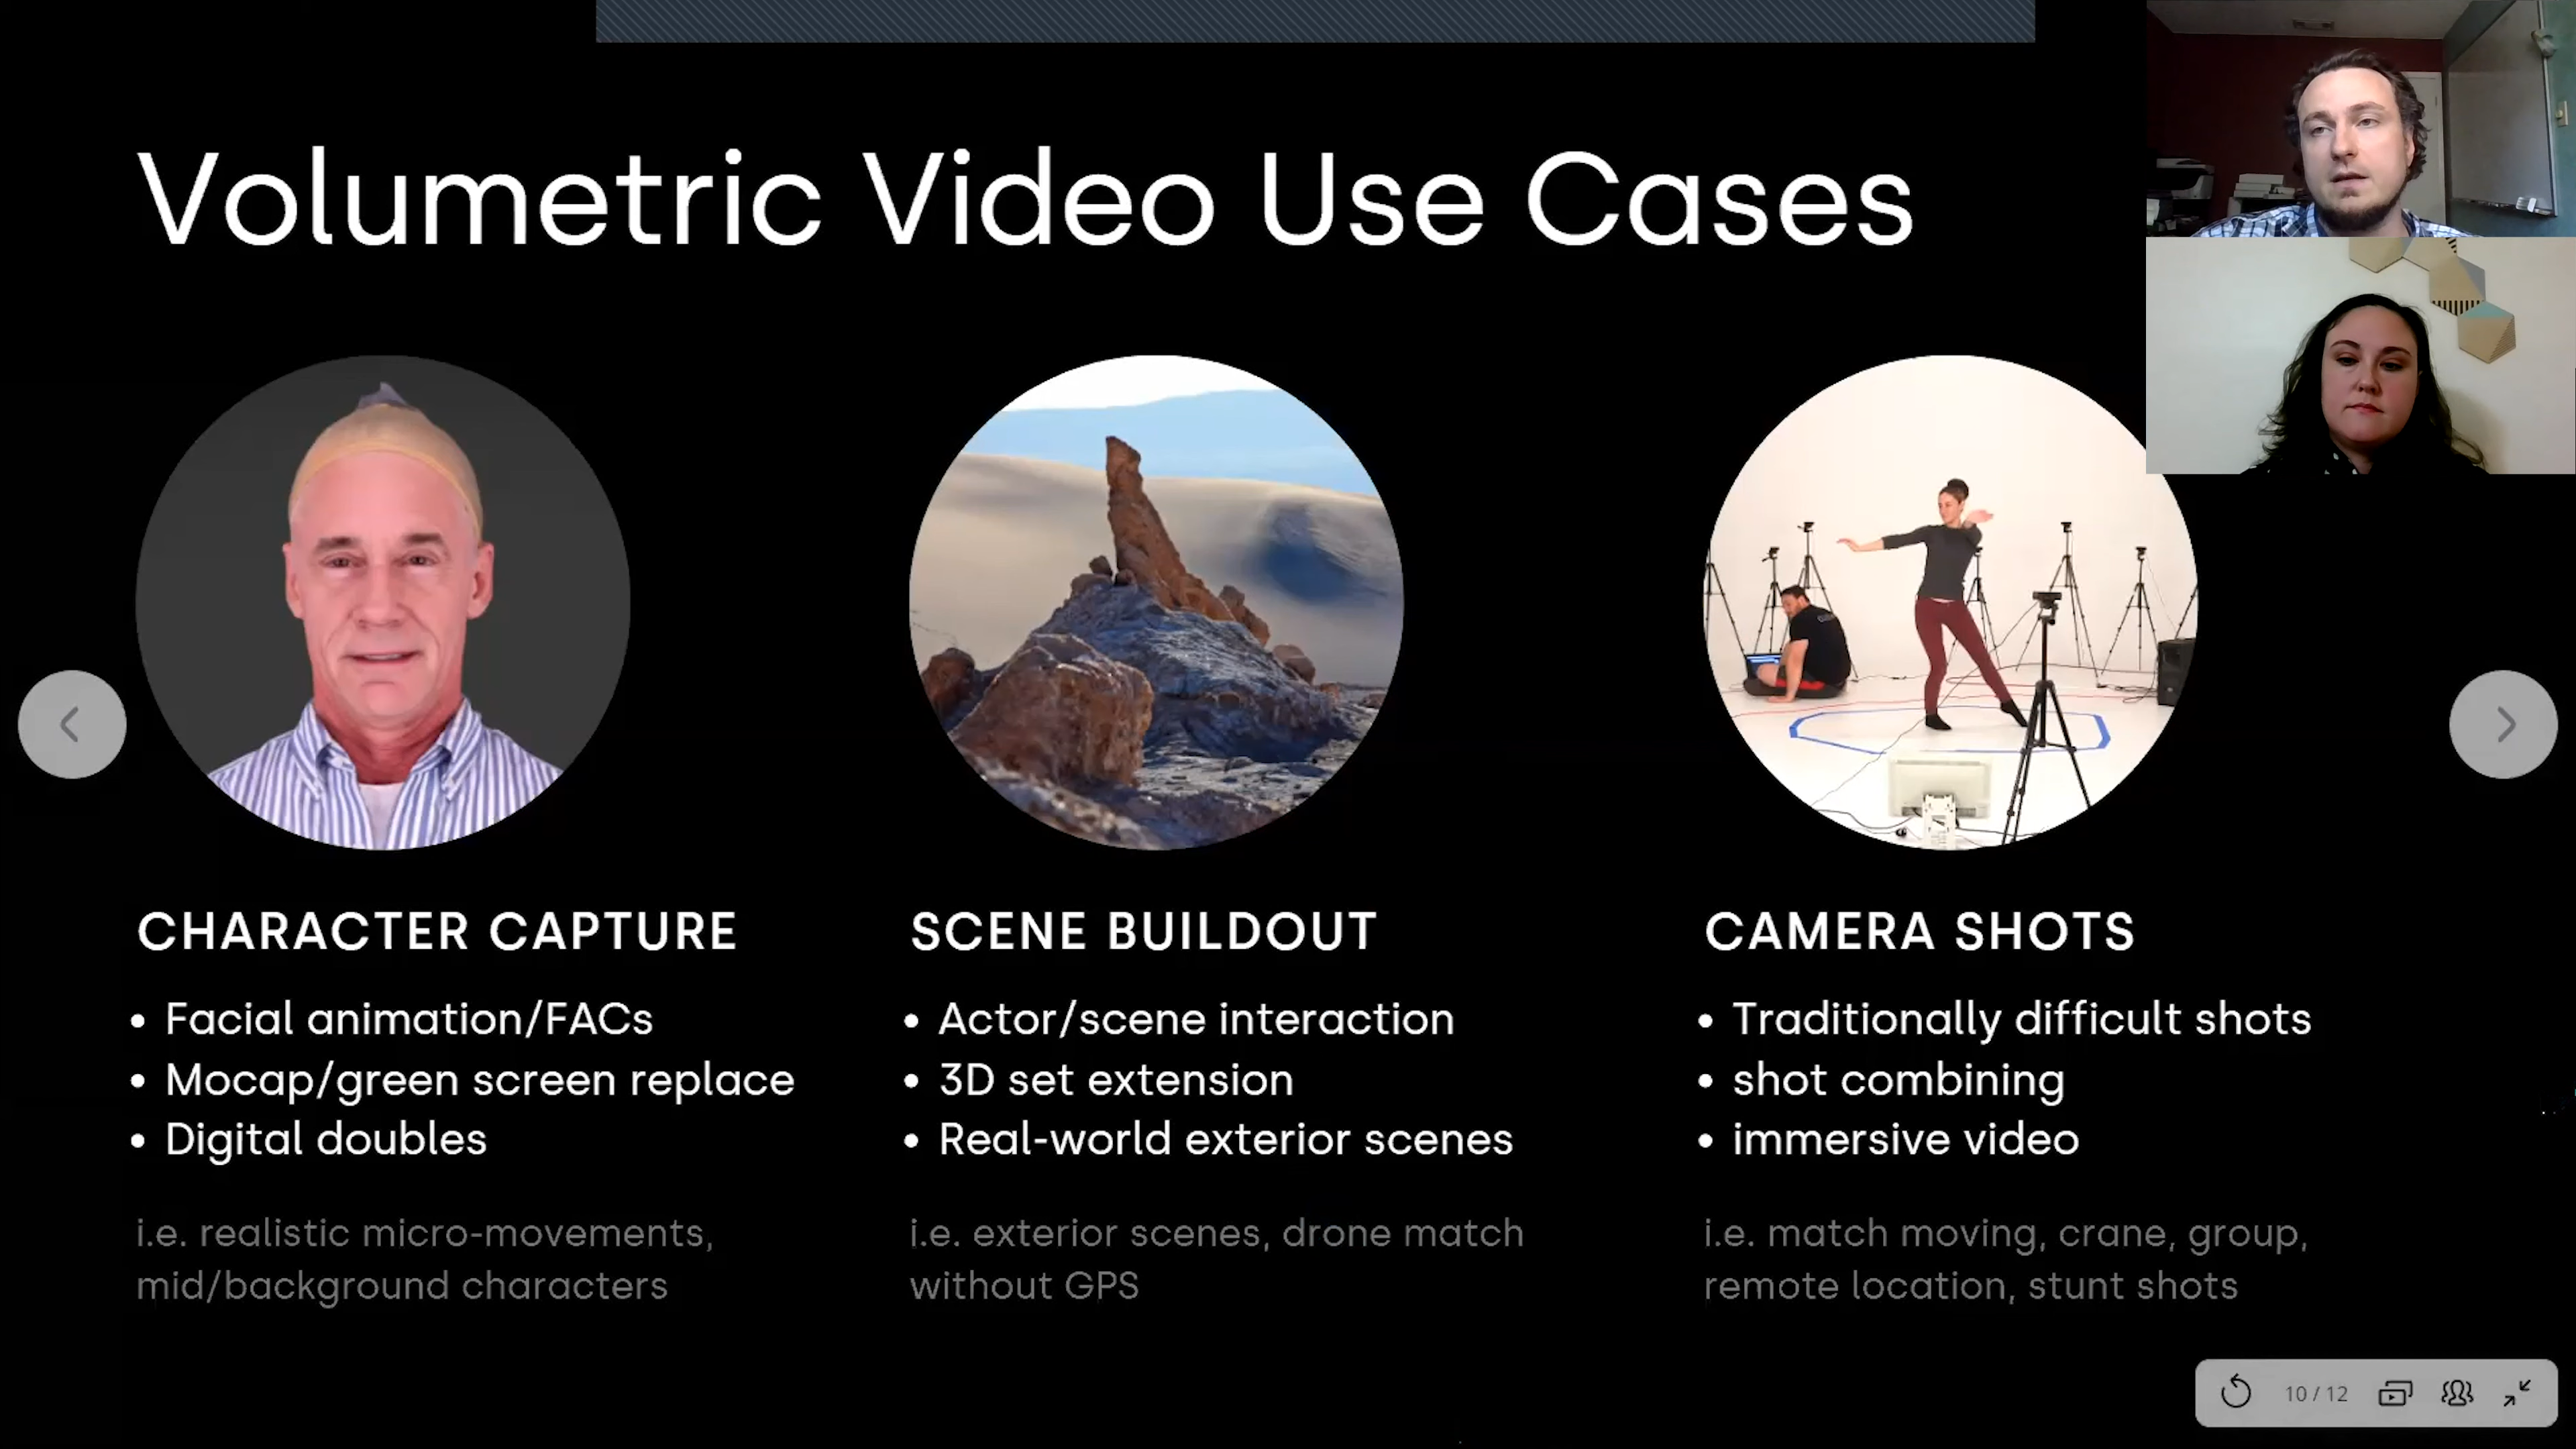 Volumetric Video Use Cases
CHARACTER CAPTURE
• Facial animation/FACs
• Mocap/green screen replace
• Digital doubles
i.e. realistic micro-movements,
mid/background characters
SCENE BUILDOUT
• Actor/scene interaction
• 3D set extension
• Real-world exterior scenes
i.e. exterior scenes, drone match
without GPS
CAMERA SHOTS
• Traditionally difficult shots
• shot combining
• immersive video
i.e. match moving, crane, group,
remote location, stunt shots
10 / 12